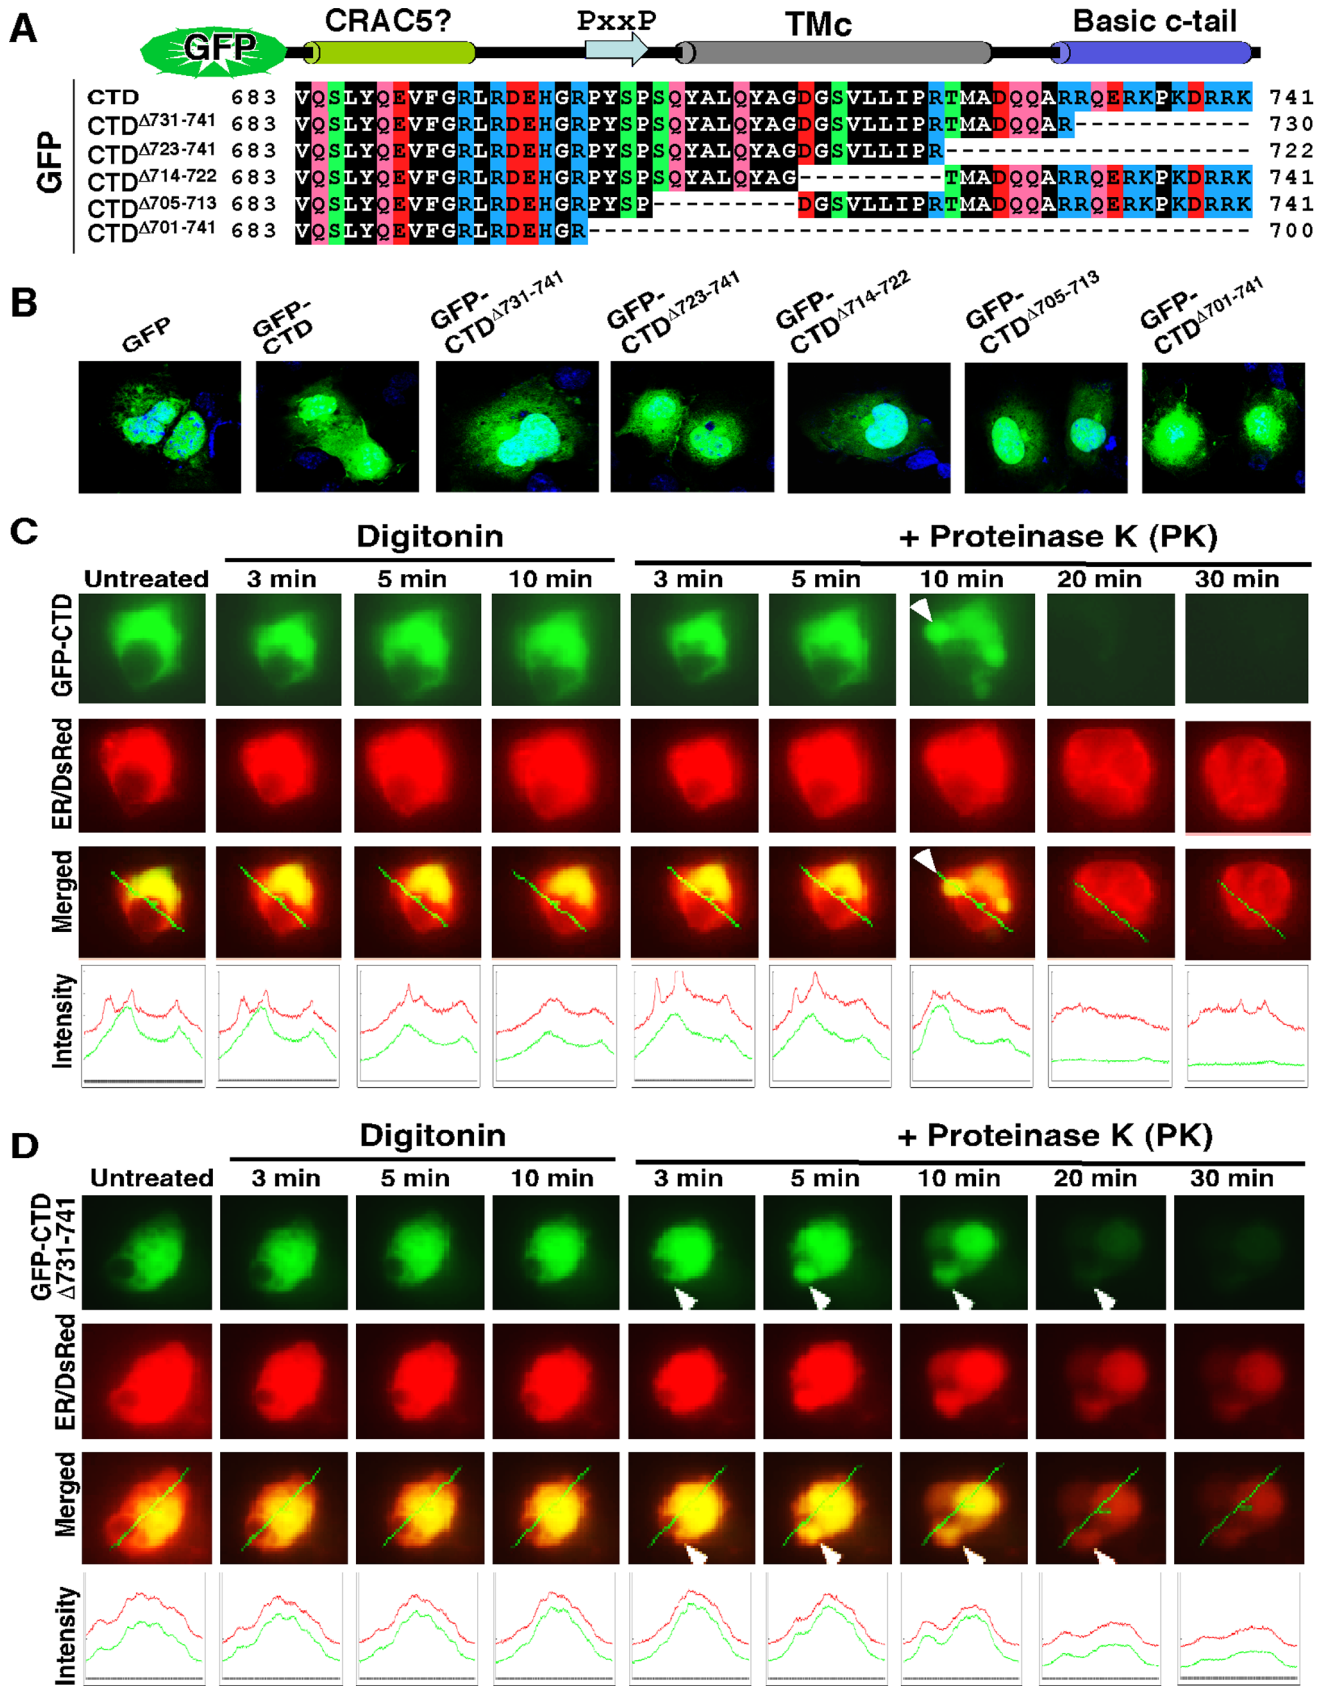 A
CRAC5? PxxP TMc Basic c-tail
GFP
GFP
CTD 683 VQSLYQEVFGRLRDEHGRPYSPSQYALQYAGDGSVLLIPRTMADQQARRQERKPKDRRK 741
CTDΔ731-741 683 VQSLYQEVFGRLRDEHGRPYSPSQYALQYAGDGSVLLIPRTMADQQAR----------- 730
CTDΔ723-741 683 VQSLYQEVFGRLRDEHGRPYSPSQYALQYAGDGSVLLIPR------------------- 722
CTDΔ714-722 683 VQSLYQEVFGRLRDEHGRPYSPSQYALQYAG---------TMADQQARRQERKPKDRRK 741
CTDΔ705-713 683 VQSLYQEVFGRLRDEHGRPYSP---------DGSVLLIPRTMADQQARRQERKPKDRRK 741
CTDΔ701-741 683 VQSLYQEVFGRLRDEHGR----------------------------------------- 700
B
GFP
GFP-
CTD
GFP-
CTDΔ731-741
GFP-
CTDΔ723-741
GFP-
CTDΔ714-722
GFP-
CTDΔ705-713
GFP-
CTDΔ701-741
C
Digitonin + Proteinase K (PK)
Untreated 3 min 5 min 10 min 3 min 5 min 10 min 20 min 30 min
GFP-CTD
ER/DsRed
Merged
Intensity
D
Digitonin + Proteinase K (PK)
Untreated 3 min 5 min 10 min 3 min 5 min 10 min 20 min 30 min
GFP-CTD
Δ731-741
ER/DsRed
Merged
Intensity